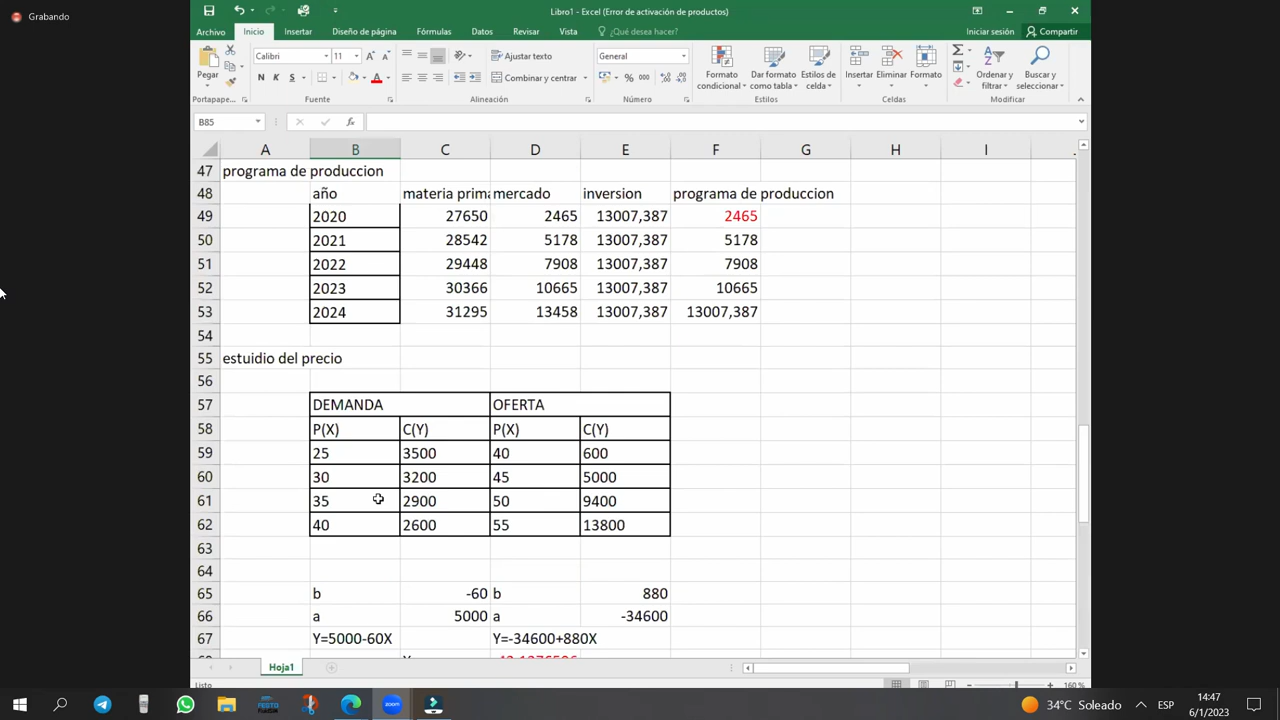 Grabando
Libro1 - Excel (Error de activación de productos)
Archivo Inicio Insertar Diseño de página Fórmulas Datos Revisar Vista ¿Qué desea hacer? Iniciar sesión Compartir
Pegar
Calibri 11
N K S
Ajustar texto
Combinar y centrar
General
% 000
Formato condicional
Dar formato como tabla
Estilos de celda
Insertar Eliminar Formato
Ordenar y filtrar
Buscar y seleccionar
Portapape... Fuente Alineación Número Estilos Celdas Modificar
B85 fx
A B C D E F G H I
47 programa de produccion
48 año materia prima mercado inversion programa de produccion
49 2020 27650 2465 13007,387 2465
50 2021 28542 5178 13007,387 5178
51 2022 29448 7908 13007,387 7908
52 2023 30366 10665 13007,387 10665
53 2024 31295 13458 13007,387 13007,387
54
55 estuidio del precio
56
57 DEMANDA OFERTA
58 P(X) C(Y) P(X) C(Y)
59 25 3500 40 600
60 30 3200 45 5000
61 35 2900 50 9400
62 40 2600 55 13800
63
64
65 b -60 b 880
66 a 5000 a -34600
67 Y=5000-60X Y=-34600+880X
Hoja1
Listo 160 %
FESTO
zoom
34°C Soleado ESP 14:47
6/1/2023